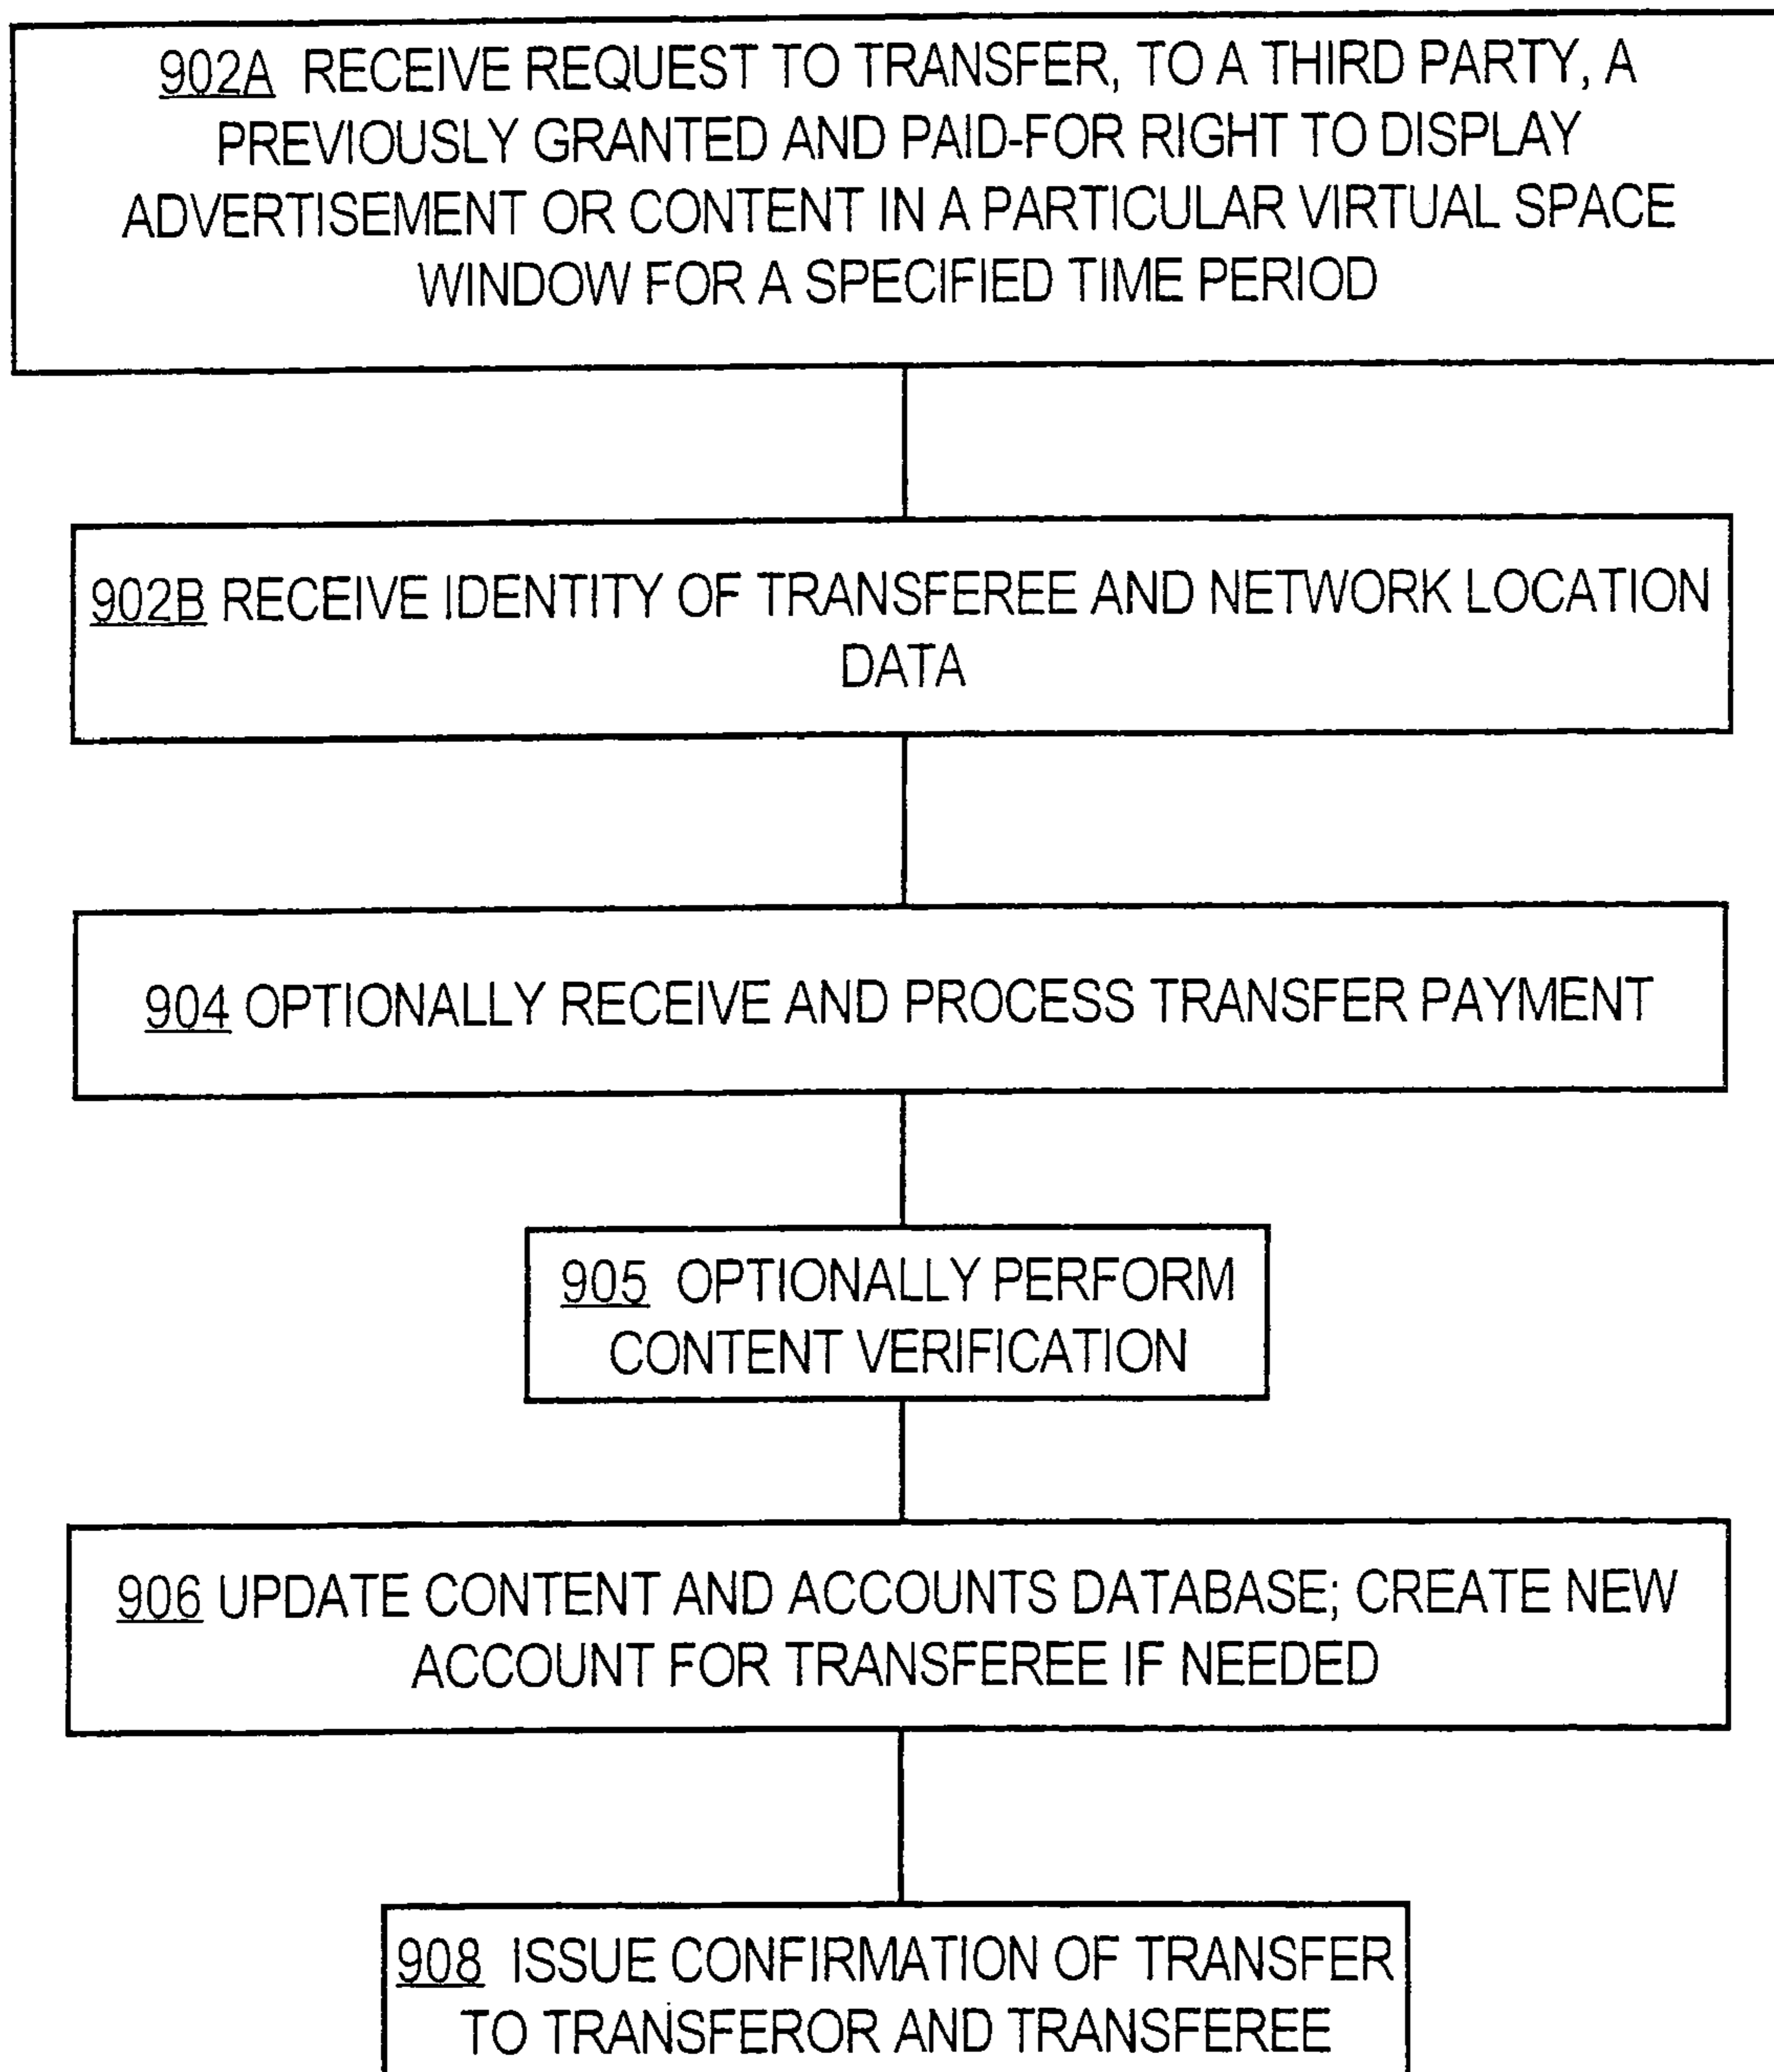 902A RECEIVE REQUEST TO TRANSFER, TO A THIRD PARTY, A
PREVIOUSLY GRANTED AND PAID-FOR RIGHT TO DISPLAY
ADVERTISEMENT OR CONTENT IN A PARTICULAR VIRTUAL SPACE
WINDOW FOR A SPECIFIED TIME PERIOD
902B RECEIVE IDENTITY OF TRANSFEREE AND NETWORK LOCATION
DATA
904 OPTIONALLY RECEIVE AND PROCESS TRANSFER PAYMENT
905 OPTIONALLY PERFORM
CONTENT VERIFICATION
906 UPDATE CONTENT AND ACCOUNTS DATABASE; CREATE NEW
ACCOUNT FOR TRANSFEREE IF NEEDED
908 ISSUE CONFIRMATION OF TRANSFER
TO TRANSFEROR AND TRANSFEREE